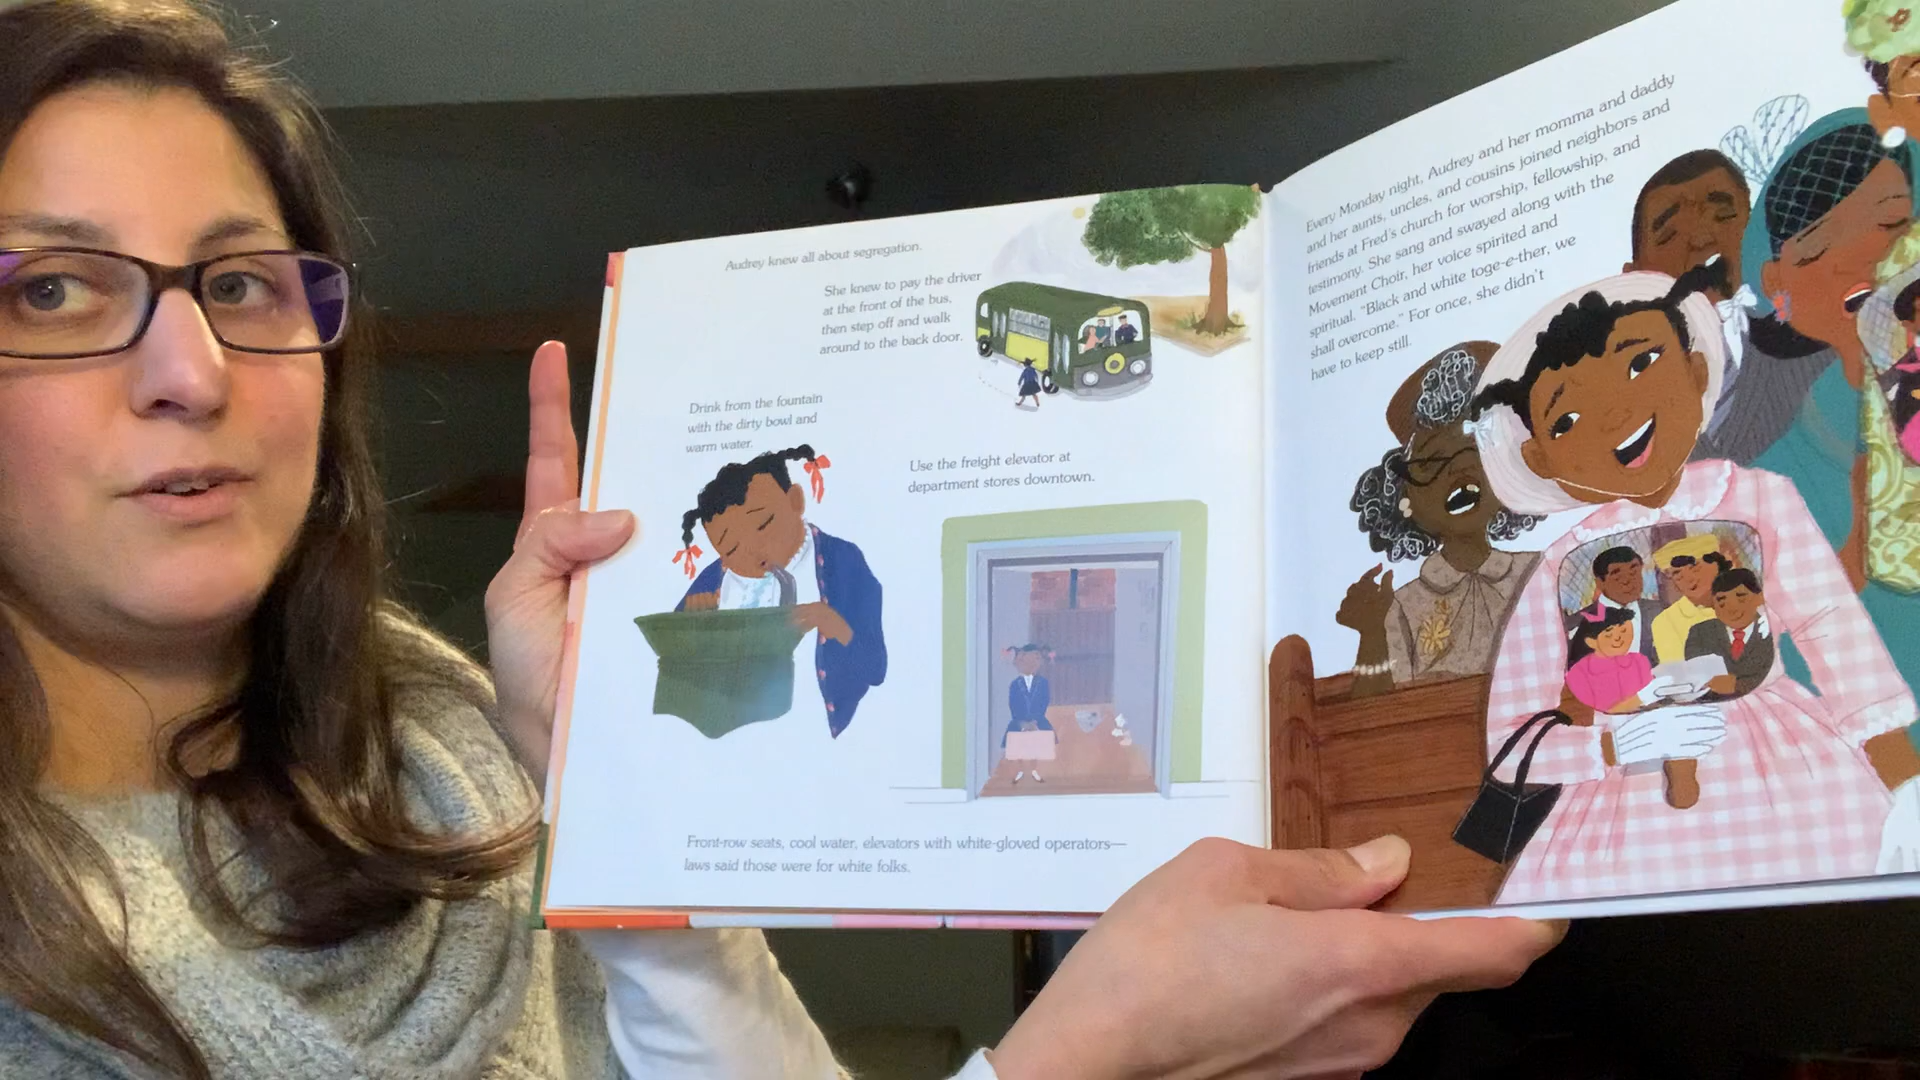 Audrey knew all about segregation.
She knew to pay the driver
at the front of the bus,
then step off and walk
around to the back door.
Drink from the fountain
with the dirty bowl and
warm water.
Use the freight elevator at
department stores downtown.
Front-row seats, cool water, elevators with white-gloved operators—
laws said those were for white folks.
Every Monday night, Audrey and her momma and daddy
and her aunts, uncles, and cousins joined neighbors and
friends at Fred's church for worship, fellowship, and
testimony. She sang and swayed along with the
Movement Choir, her voice spirited and
spiritual. "Black and white toge-e-ther, we
shall overcome." For once, she didn't
have to keep still.